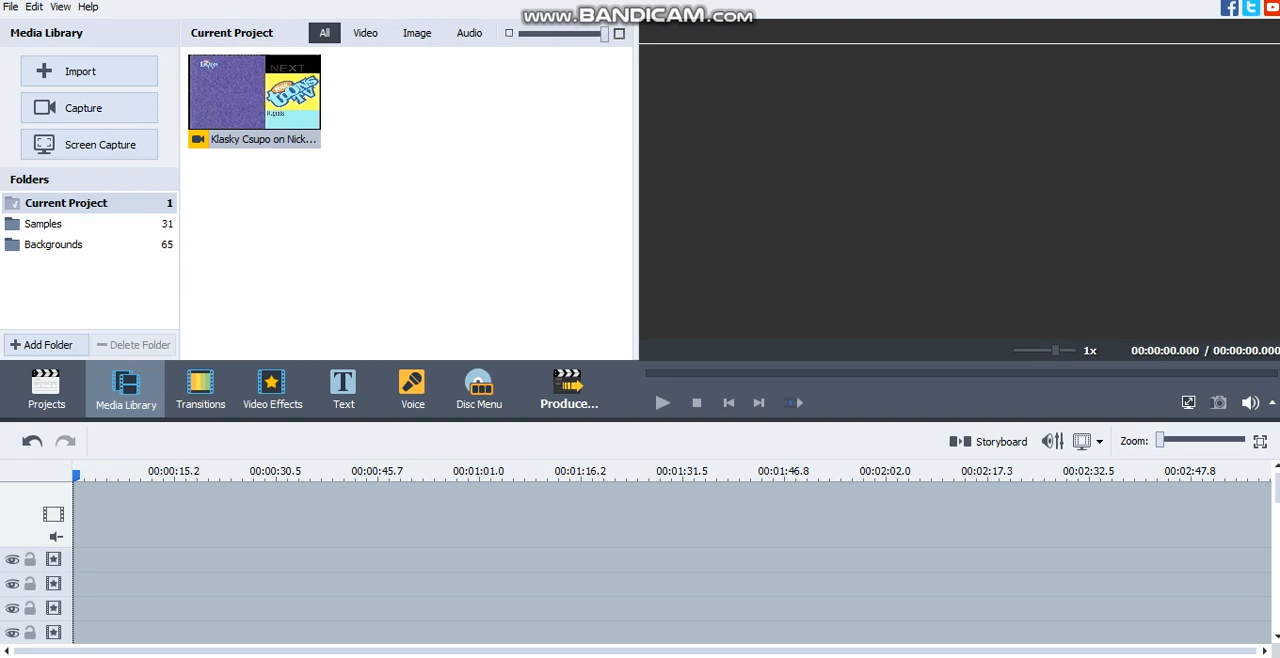 File Edit View Help
www.BANDICAM.com
Media Library
Current Project All Video Image Audio
Import
Capture
Screen Capture
NEXT
Klasky Csupo on Nick...
Folders
Current Project 1
Samples 31
Backgrounds 65
Add Folder Delete Folder
1x 00:00:00.000 / 00:00:00.000
Projects Media Library Transitions Video Effects Text Voice Disc Menu Produce...
Storyboard Zoom:
00:00:15.2 00:00:30.5 00:00:45.7 00:01:01.0 00:01:16.2 00:01:31.5 00:01:46.8 00:02:02.0 00:02:17.3 00:02:32.5 00:02:47.8